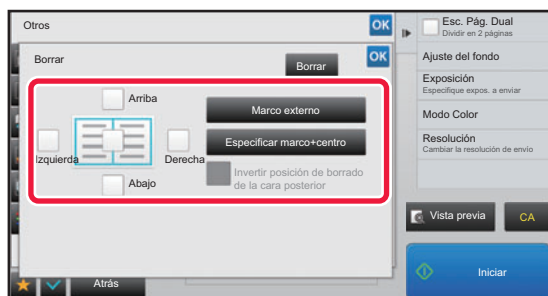 Otros
OK
Borrar
Borrar
OK
Arriba
Izquierda
Derecha
Abajo
Marco externo
Especificar marco+centro
Invertir posición de borrado
de la cara posterior
Atrás
Esc. Pág. Dual
Dividir en 2 páginas
Ajuste del fondo
Exposición
Especifique expos. a enviar
Modo Color
Resolución
Cambiar la resolución de envío
Vista previa
CA
Iniciar